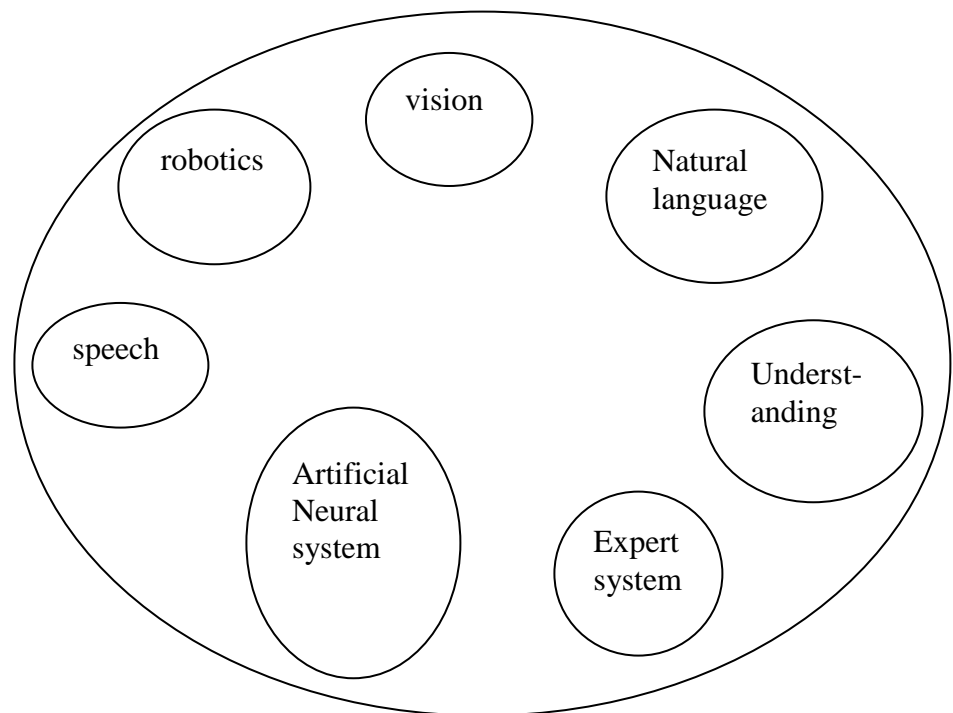 vision
robotics
Natural
language
speech
Underst-
anding
Artificial
Neural
system
Expert
system